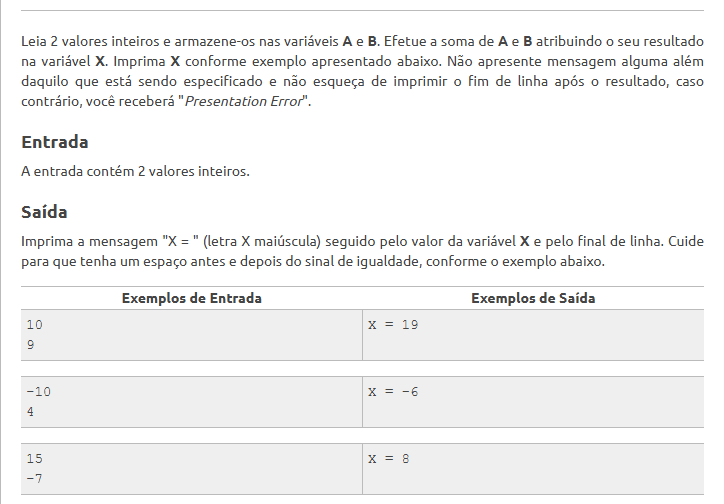 Leia 2 valores inteiros e armazene-os nas variáveis A e B. Efetue a soma de A e B atribuindo o seu resultado
na variável X. Imprima X conforme exemplo apresentado abaixo. Não apresente mensagem alguma além
daquilo que está sendo especificado e não esqueça de imprimir o fim de linha após o resultado, caso
contrário, você receberá "Presentation Error".
Entrada
A entrada contém 2 valores inteiros.
Saída
Imprima a mensagem "X = " (letra X maiúscula) seguido pelo valor da variável X e pelo final de linha. Cuide
para que tenha um espaço antes e depois do sinal de igualdade, conforme o exemplo abaixo.
Exemplos de Entrada Exemplos de Saída
10 X = 19
9
-10 X = -6
4
15 X = 8
-7